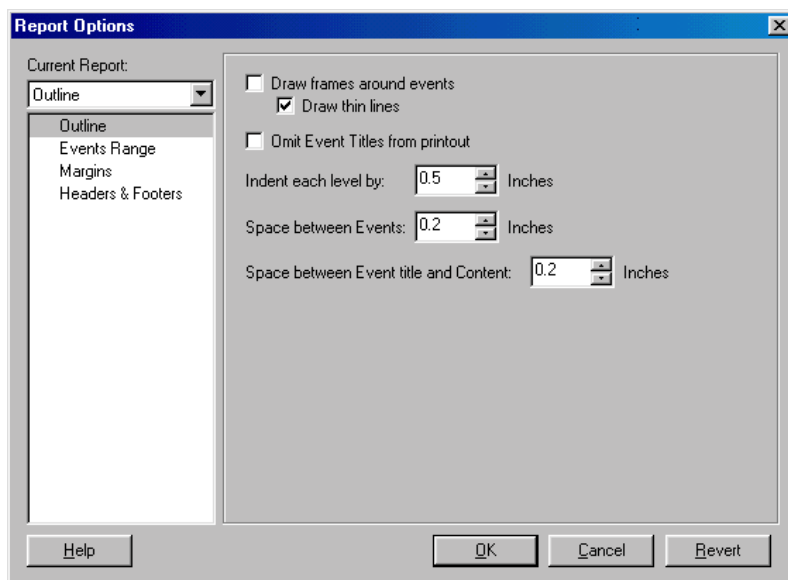 Report Options
Current Report:
Outline
Outline
Events Range
Margins
Headers & Footers
Draw frames around events
Draw thin lines
Omit Event Titles from printout
Indent each level by: 0.5 Inches
Space between Events: 0.2 Inches
Space between Event title and Content: 0.2 Inches
Help OK Cancel Revert